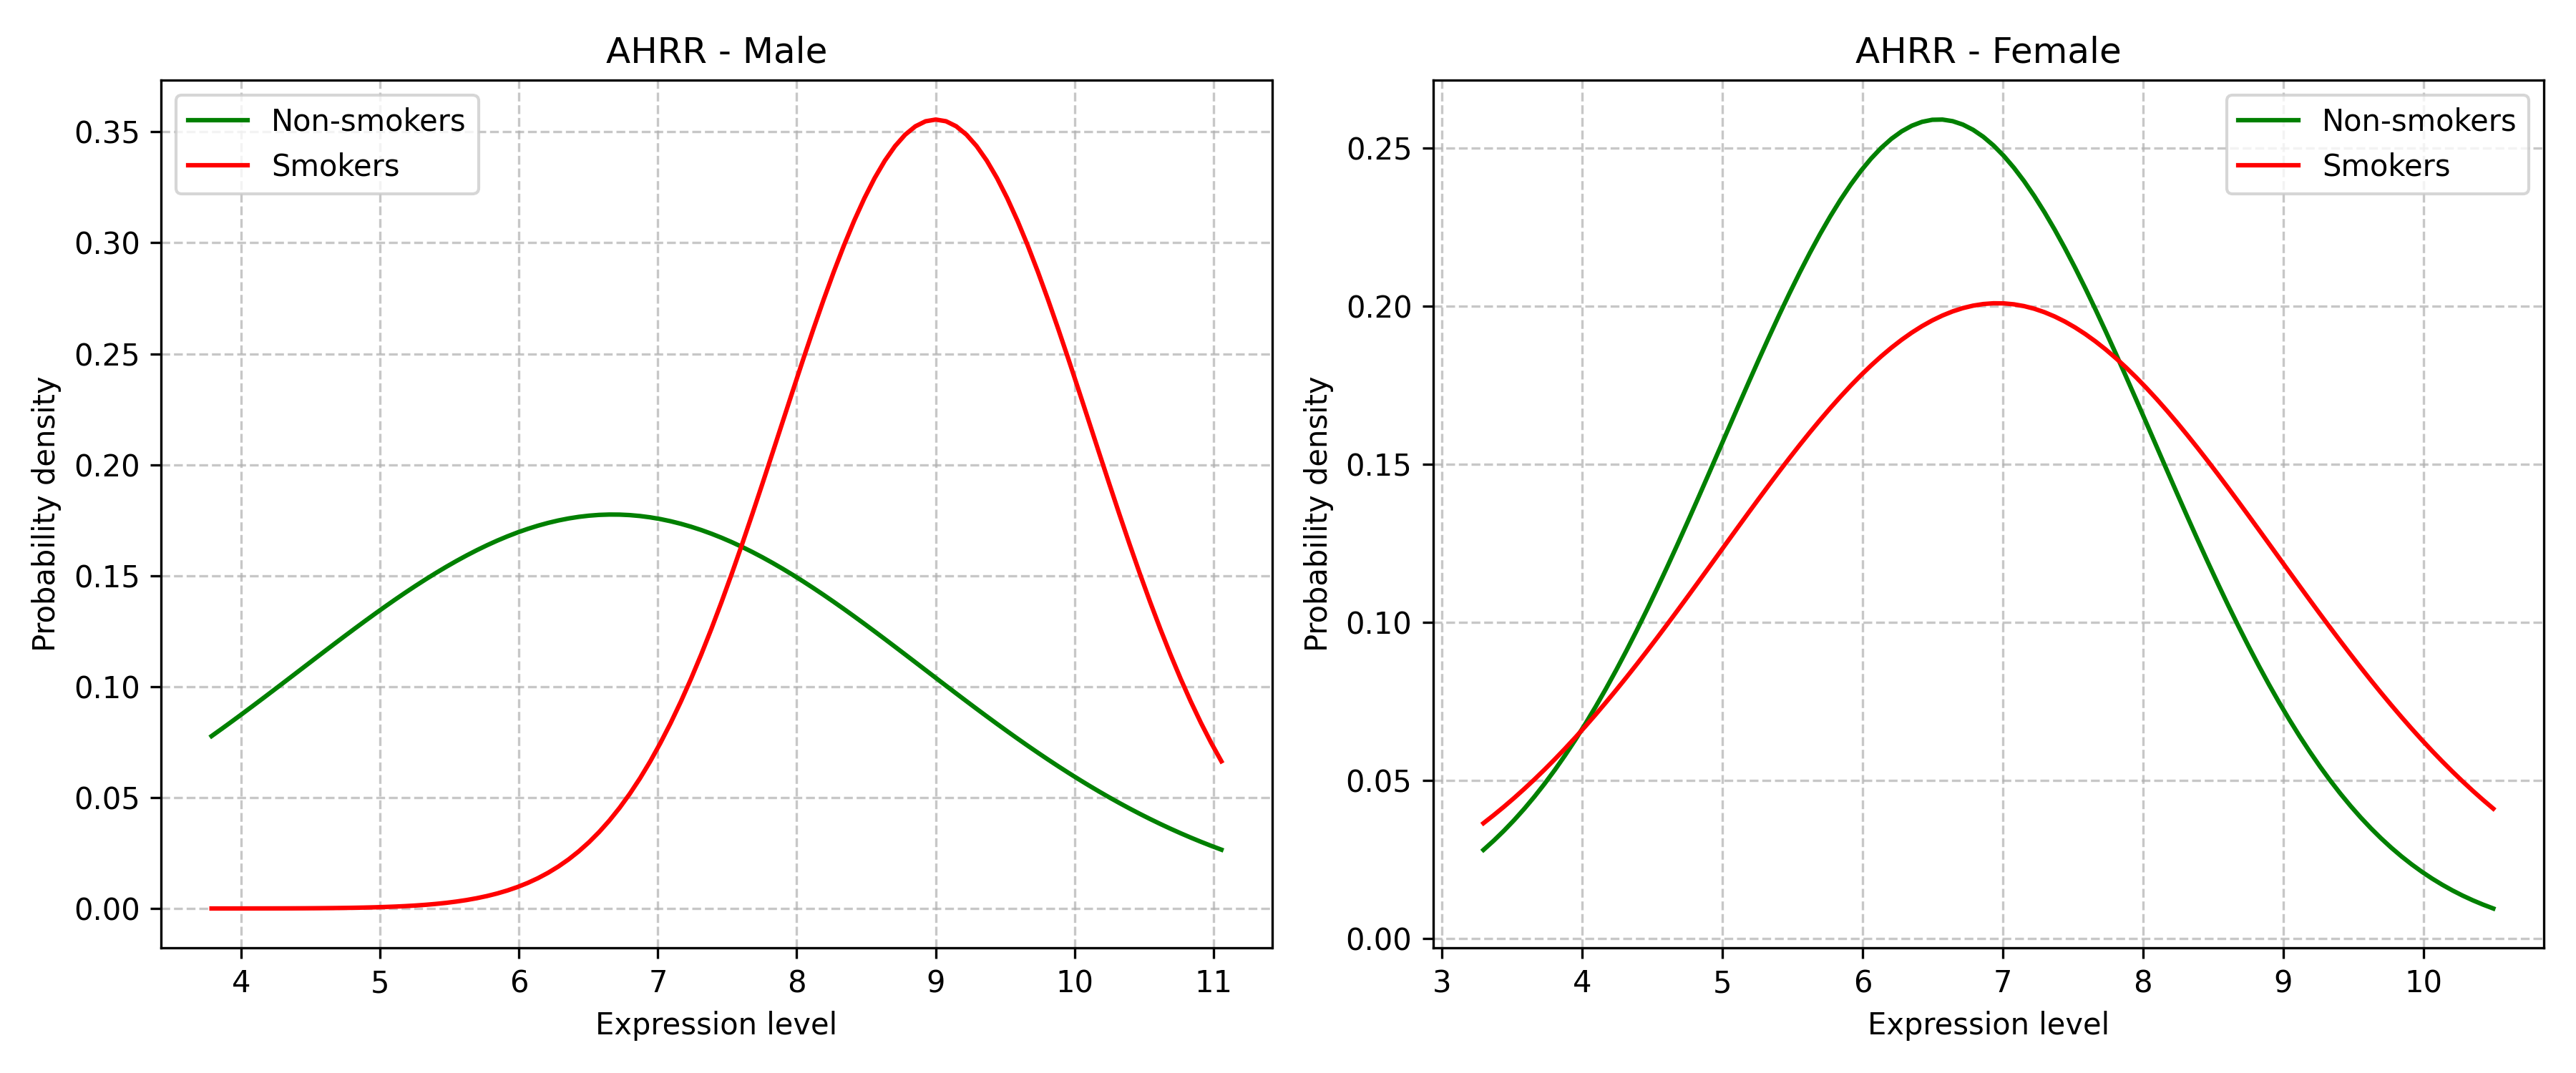 AHRR - Male
Non-smokers
Smokers
Probability density
0.35
0.30
0.25
0.20
0.15
0.10
0.05
0.00
4 5 6 7 8 9 10 11
Expression level
AHRR - Female
Non-smokers
Smokers
Probability density
0.25
0.20
0.15
0.10
0.05
0.00
3 4 5 6 7 8 9 10
Expression level